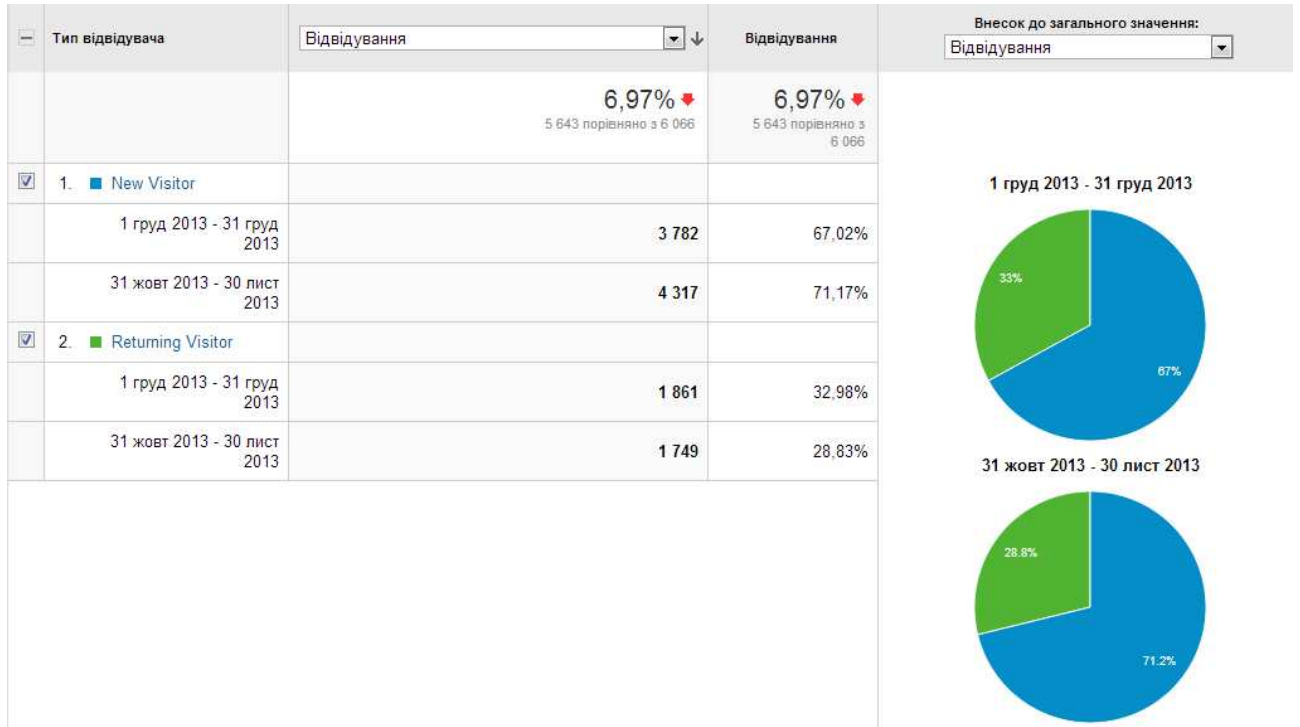 Тип відвідувача
Відвідування
Відвідування
Внесок до загального значення:
Відвідування
6,97%
5 643 порівняно з 6 066
6,97%
5 643 порівняно з
6 066
1. New Visitor
1 груд 2013 - 31 груд
2013
3 782
67,02%
31 жовт 2013 - 30 лист
2013
4 317
71,17%
2. Returning Visitor
1 груд 2013 - 31 груд
2013
1 861
32,98%
31 жовт 2013 - 30 лист
2013
1 749
28,83%
1 груд 2013 - 31 груд 2013
33%
67%
31 жовт 2013 - 30 лист 2013
28.8%
71.2%